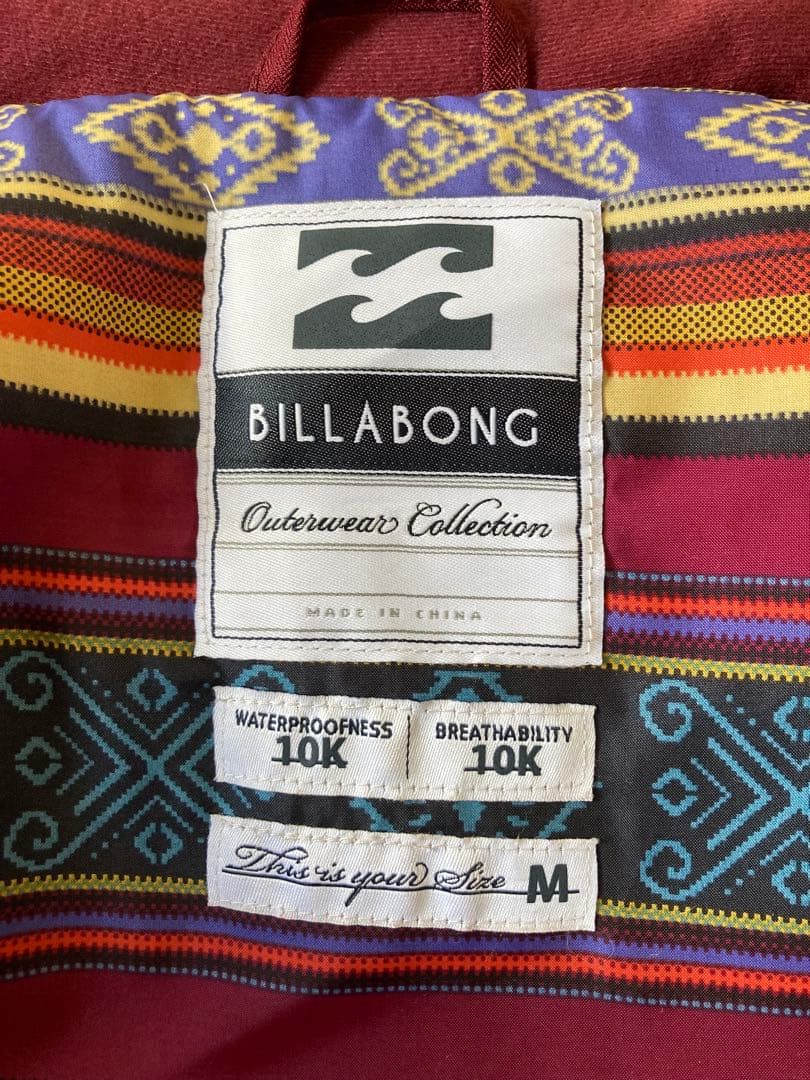 BILLABONG
Outerwear Collection
MADE IN CHINA
WATERPROOFNESS
10K
BREATHABILITY
10K
This is your Size M